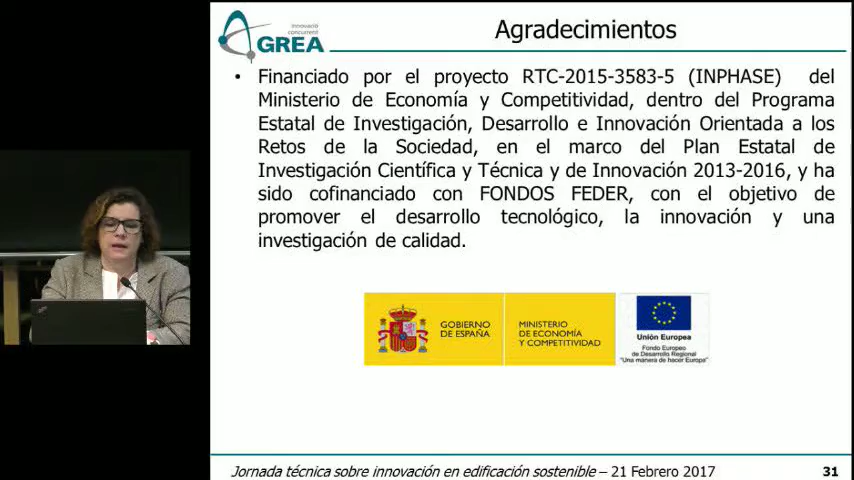 innovació
concurrent
GREA
Agradecimientos
• Financiado por el proyecto RTC-2015-3583-5 (INPHASE) del
Ministerio de Economía y Competitividad, dentro del Programa
Estatal de Investigación, Desarrollo e Innovación Orientada a los
Retos de la Sociedad, en el marco del Plan Estatal de
Investigación Científica y Técnica y de Innovación 2013-2016, y ha
sido cofinanciado con FONDOS FEDER, con el objetivo de
promover el desarrollo tecnológico, la innovación y una
investigación de calidad.
GOBIERNO
DE ESPAÑA
MINISTERIO
DE ECONOMÍA
Y COMPETITIVIDAD
Unión Europea
Fondo Europeo
de Desarrollo Regional
"Una manera de hacer Europa"
Jornada técnica sobre innovación en edificación sostenible – 21 Febrero 2017
31